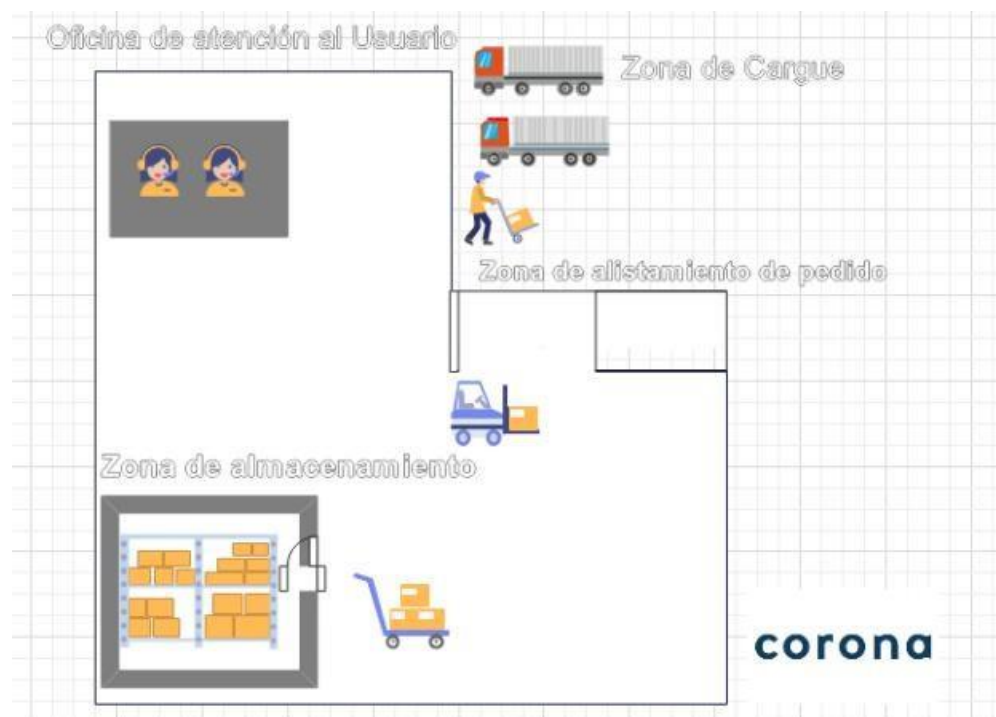 Oficina de atención al Usuario
Zona de Cargue
Zona de alistamiento de pedido
Zona de almacenamiento
corona